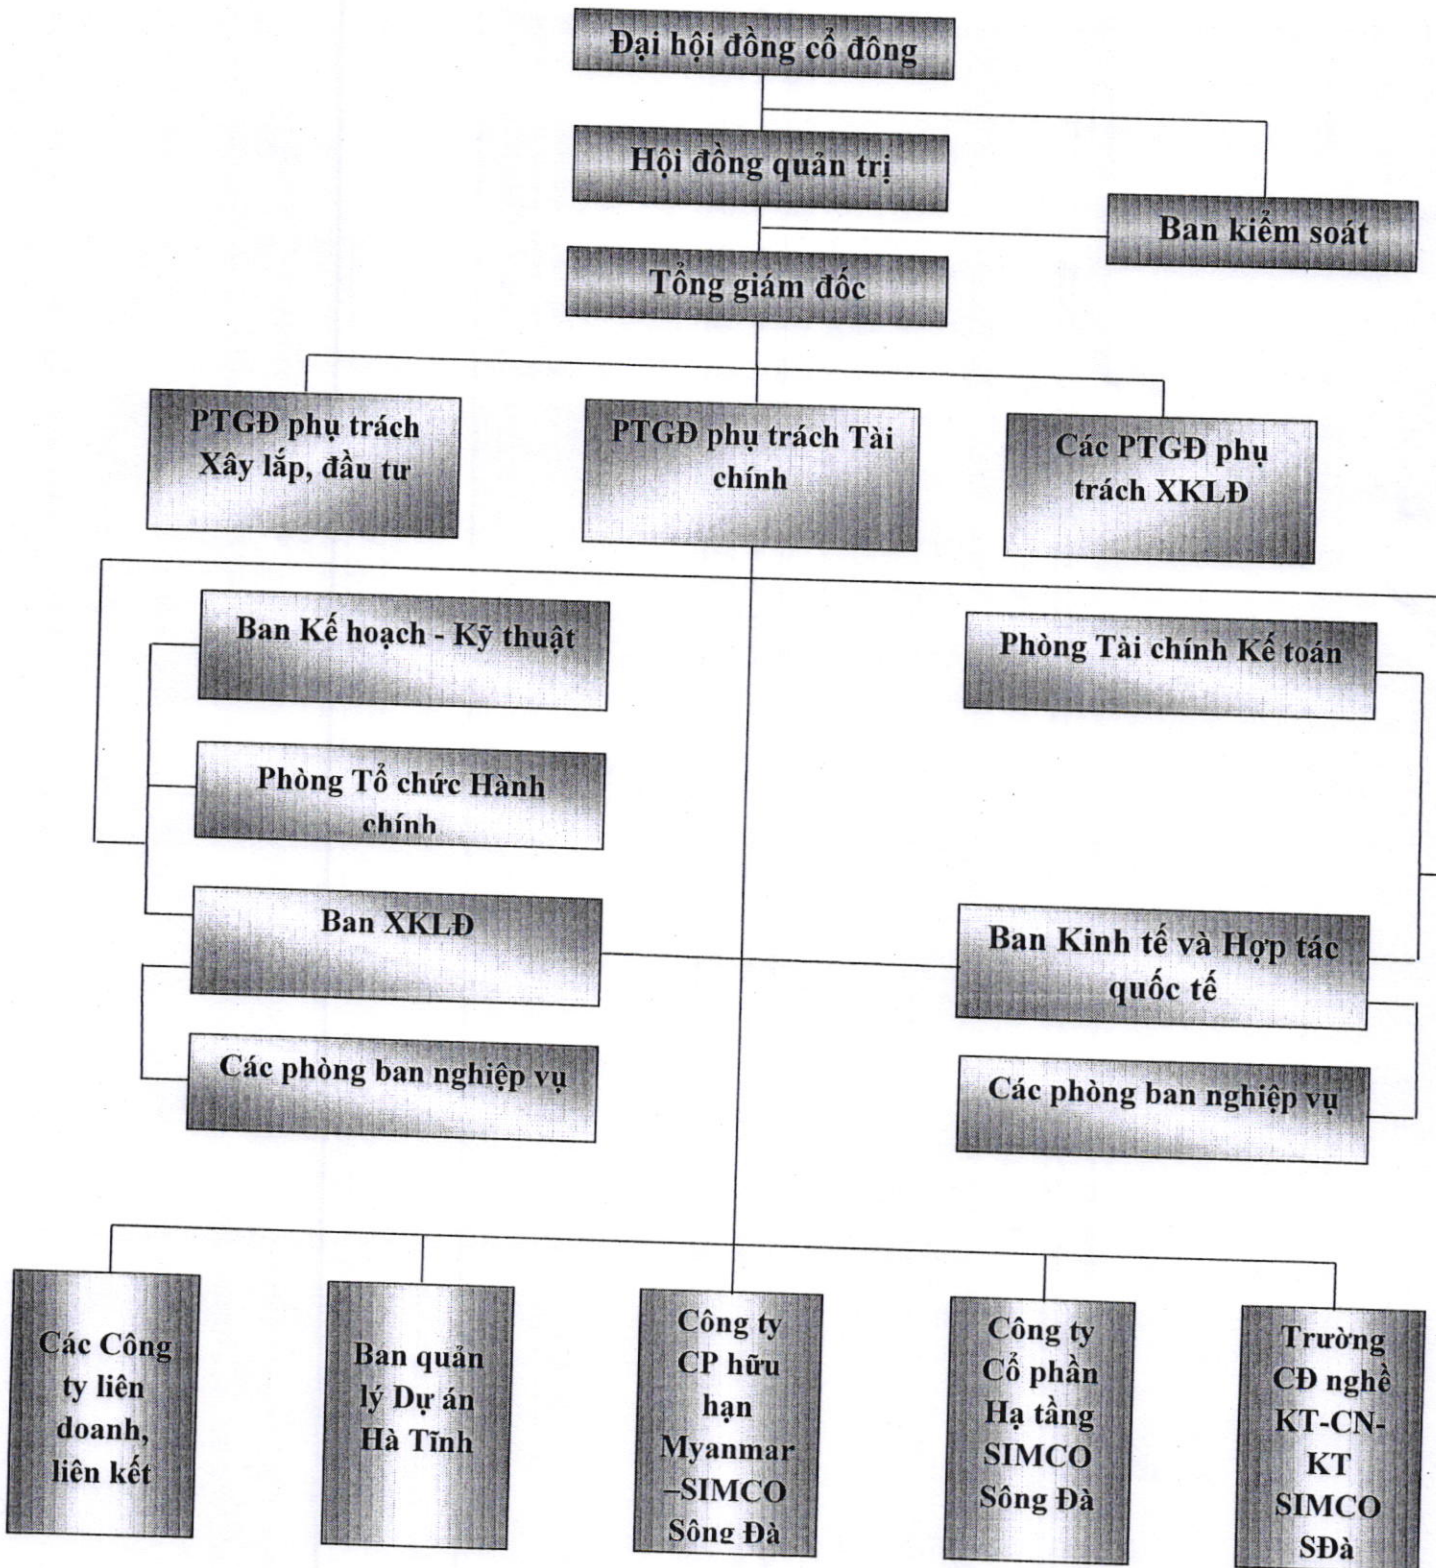 Đại hội đồng cổ đông
Hội đồng quản trị
Ban kiểm soát
Tổng giám đốc
PTGĐ phụ trách
Xây lắp, đầu tư
PTGĐ phụ trách Tài
chính
Các PTGĐ phụ
trách XKLĐ
Ban Kế hoạch - Kỹ thuật
Phòng Tài chính Kế toán
Phòng Tổ chức Hành
chính
Ban XKLĐ
Ban Kinh tế và Hợp tác
quốc tế
Các phòng ban nghiệp vụ
Các phòng ban nghiệp vụ
Các Công
ty liên
doanh,
liên kết
Ban quản
lý Dự án
Hà Tĩnh
Công ty
CP hữu
hạn
Myanmar
–SIMCO
Sông Đà
Công ty
Cổ phần
Hạ tầng
SIMCO
Sông Đà
Trường
CĐ nghề
KT-CN-
KT
SIMCO
SĐà